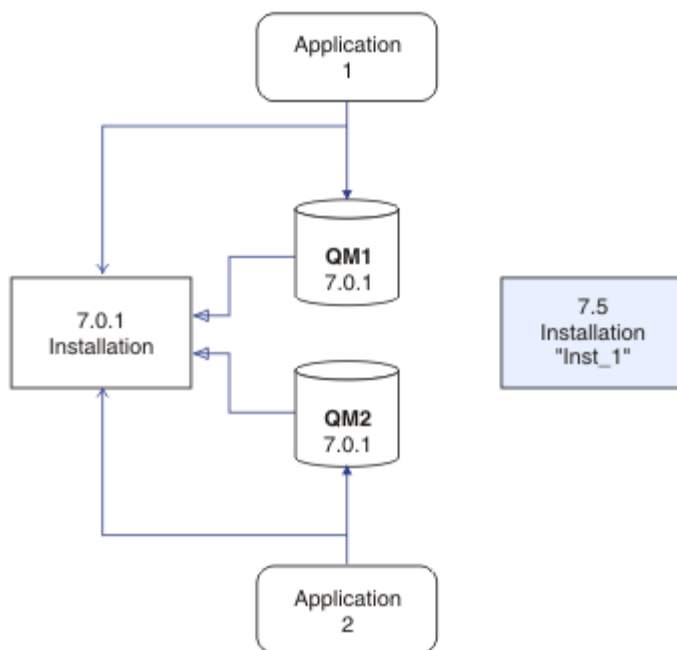 Application
1
QM1
7.0.1
7.0.1
Installation
7.5
Installation
"Inst_1"
QM2
7.0.1
Application
2